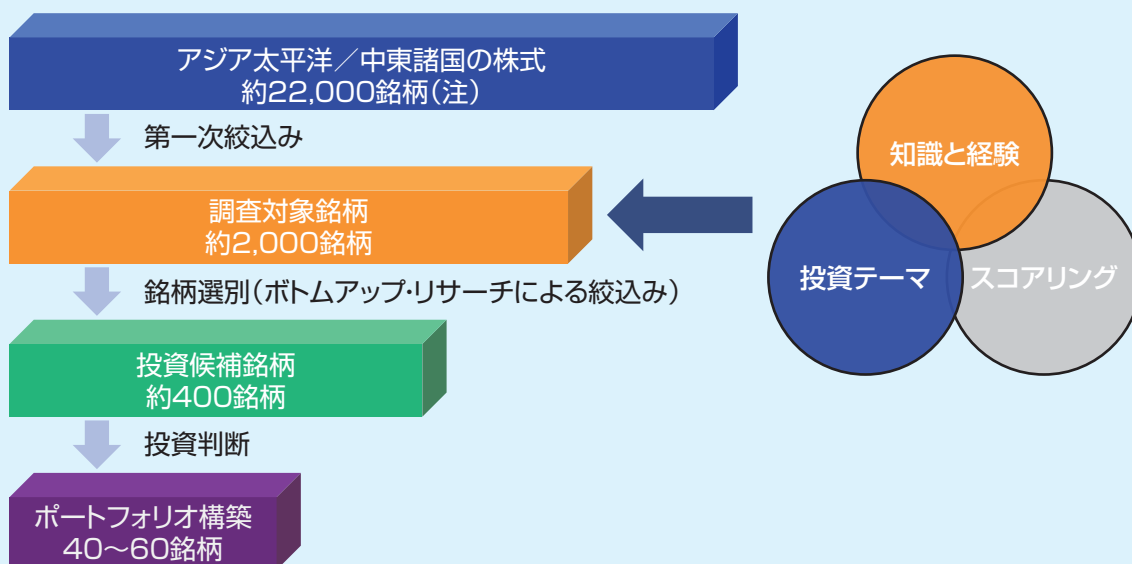 アジア太平洋／中東諸国の株式
約22,000銘柄(注)
第一次絞込み
調査対象銘柄
約2,000銘柄
銘柄選別(ボトムアップ・リサーチによる絞込み)
投資候補銘柄
約400銘柄
投資判断
ポートフォリオ構築
40～60銘柄
知識と経験
投資テーマ
スコアリング